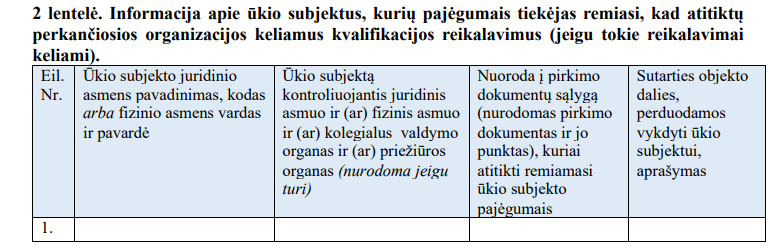 2 lentelė. Informacija apie ūkio subjektus, kurių pajėgumais tiekėjas remiasi, kad atitiktų
perkančiosios organizacijos keliamus kvalifikacijos reikalavimus (jeigu tokie reikalavimai
keliami).
Eil.
Nr.
Ūkio subjekto juridinio
asmens pavadinimas, kodas
arba fizinio asmens vardas
ir pavardė
Ūkio subjektą
kontroliuojantis juridinis
asmuo ir (ar) fizinis asmuo
ir (ar) kolegialus valdymo
organas ir (ar) priežiūros
organas (nurodoma jeigu
turi)
Nuoroda į pirkimo
dokumentų sąlygą
(nurodomas pirkimo
dokumentas ir jo
punktas), kuriai
atitikti remiamasi
ūkio subjekto
pajėgumais
Sutarties objekto
dalies,
perduodamos
vykdyti ūkio
subjektui,
aprašymas
1.